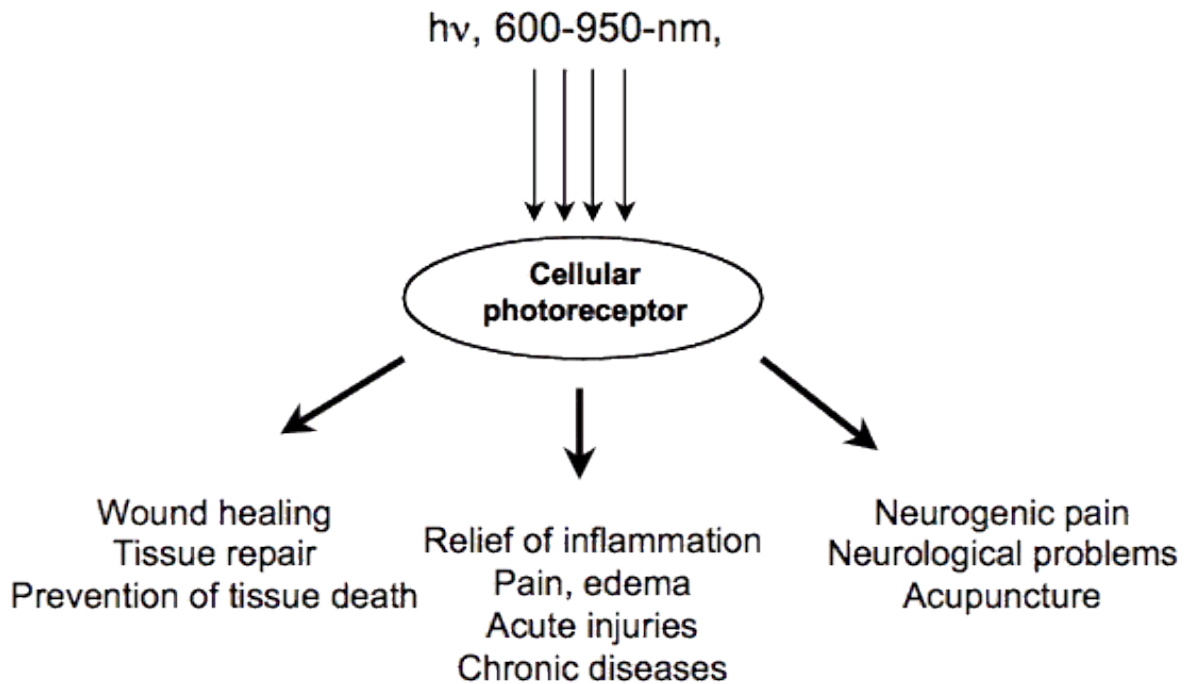 hν, 600-950-nm,
Cellular
photoreceptor
Wound healing
Tissue repair
Prevention of tissue death
Relief of inflammation
Pain, edema
Acute injuries
Chronic diseases
Neurogenic pain
Neurological problems
Acupuncture